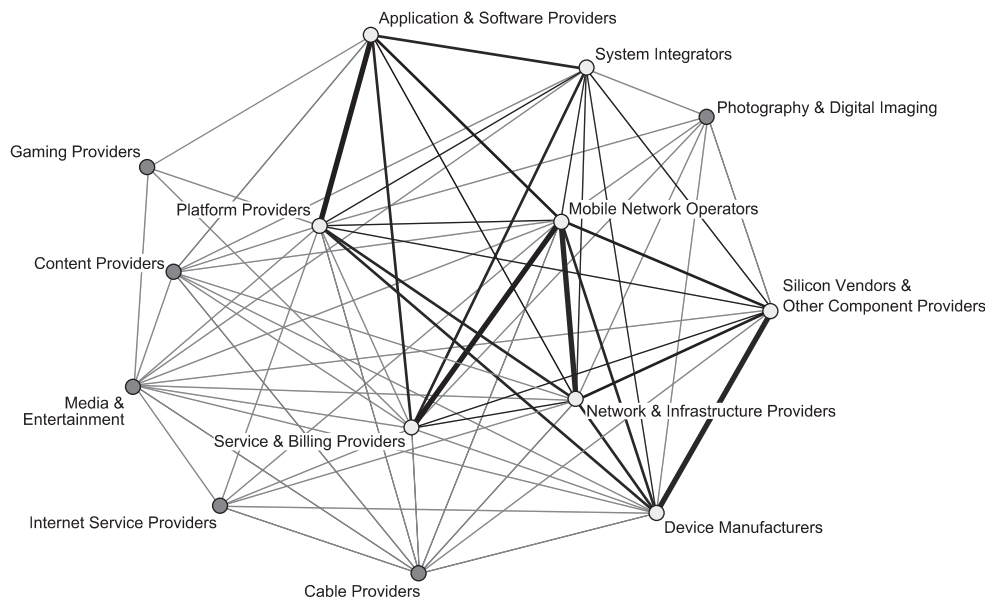 Application & Software Providers
System Integrators
Photography & Digital Imaging
Gaming Providers
Platform Providers
Mobile Network Operators
Content Providers
Silicon Vendors &
Other Component Providers
Media &
Entertainment
Network & Infrastructure Providers
Service & Billing Providers
Internet Service Providers
Device Manufacturers
Cable Providers